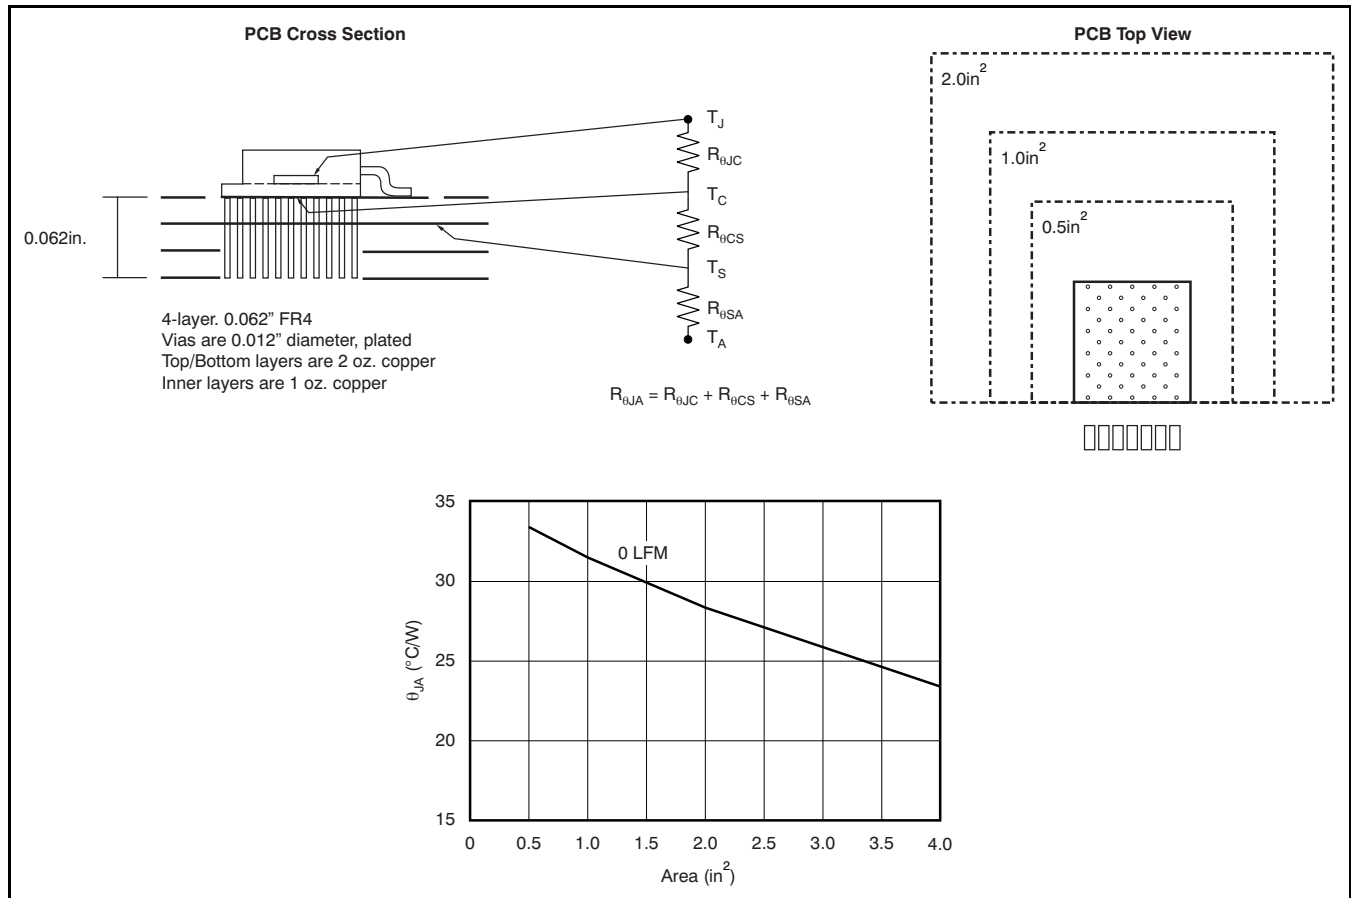 PCB Cross Section
0.062in.
4-layer. 0.062” FR4
Vias are 0.012” diameter, plated
Top/Bottom layers are 2 oz. copper
Inner layers are 1 oz. copper
T_J
R_θJC
T_C
R_θCS
T_S
R_θSA
T_A
R_θJA = R_θJC + R_θCS + R_θSA
PCB Top View
2.0in²
1.0in²
0.5in²
35
30
25
20
15
θ_JA (°C/W)
0 LFM
0 0.5 1.0 1.5 2.0 2.5 3.0 3.5 4.0
Area (in²)